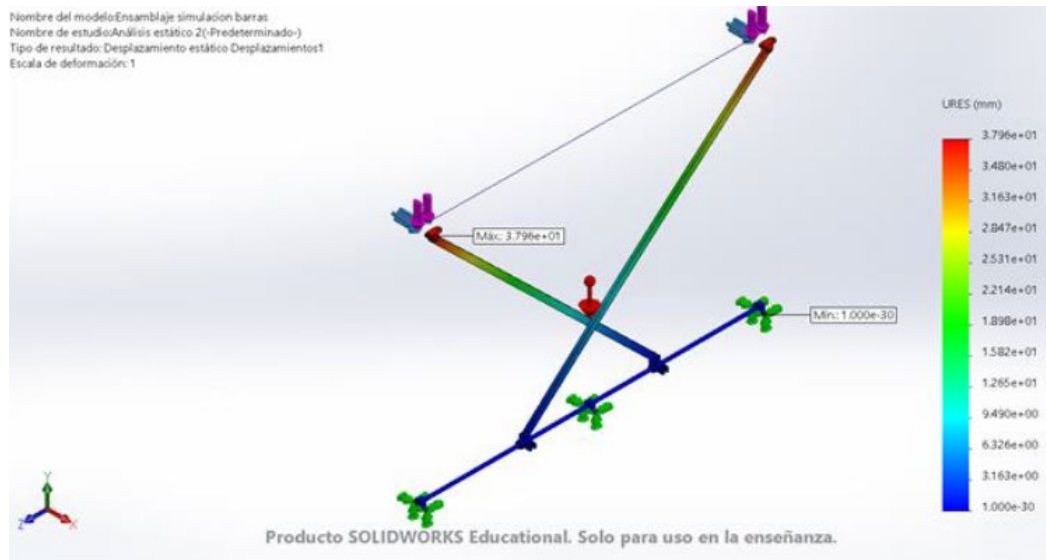 Nombre del modelo:Ensamblaje simulacion barras
Nombre de estudio:Análisis estático 2(-Predeterminado-)
Tipo de resultado: Desplazamiento estático Desplazamientos1
Escala de deformación: 1
URES (mm)
3.796e+01
3.480e+01
3.163e+01
2.847e+01
2.531e+01
2.214e+01
1.898e+01
1.582e+01
1.265e+01
9.490e+00
6.326e+00
3.163e+00
1.000e-30
Máx.: 3.796e+01
Mín.: 1.000e-30
Y
Z
X
Producto SOLIDWORKS Educational. Solo para uso en la enseñanza.